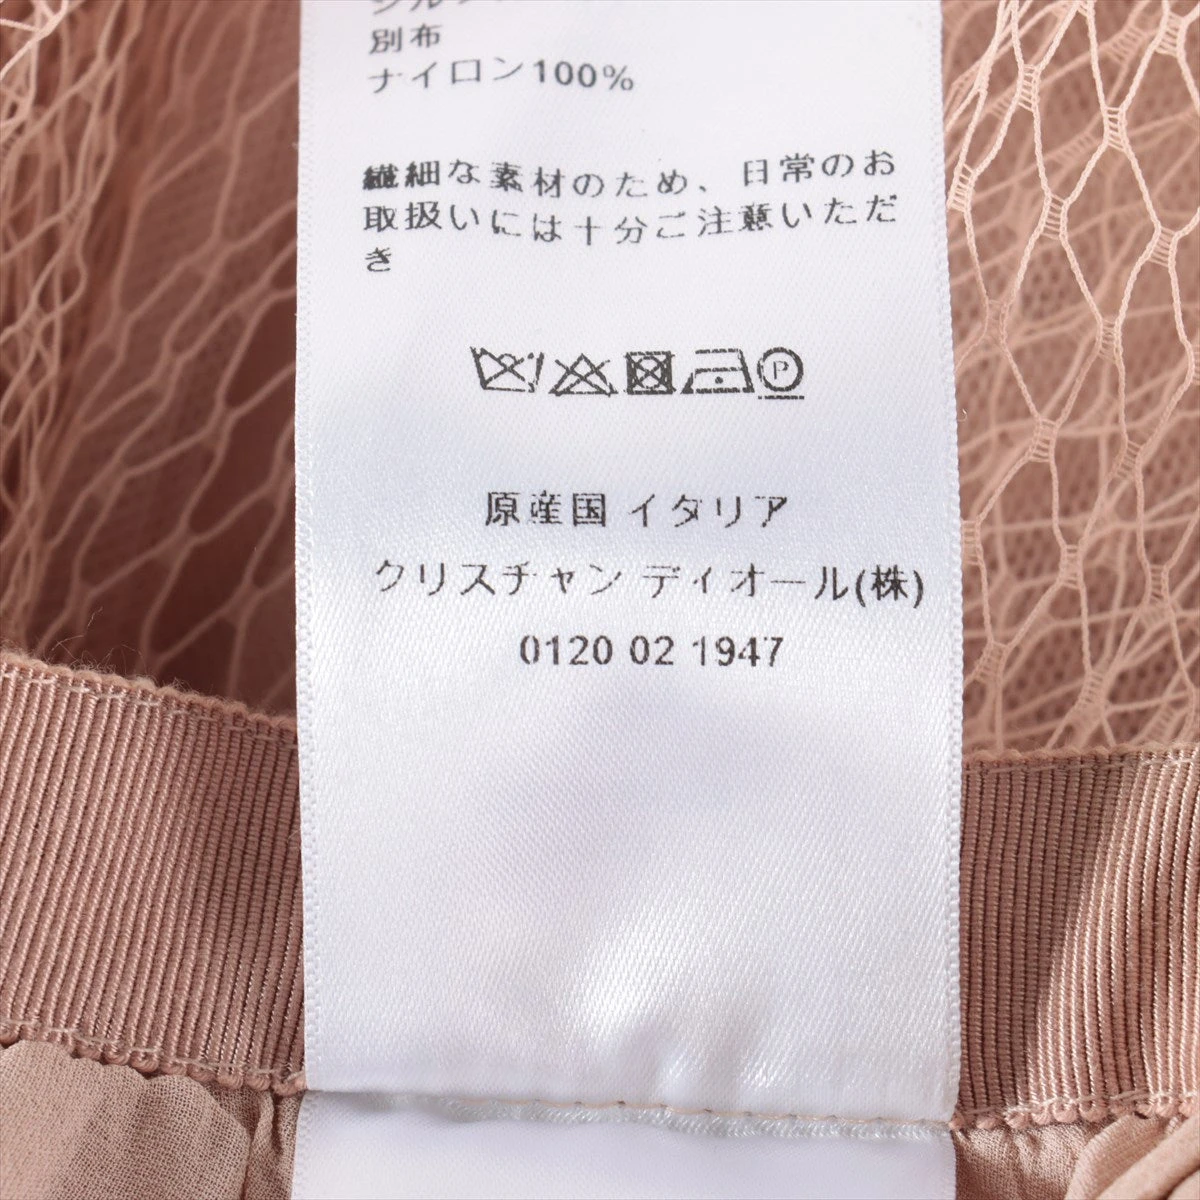 別布
ナイロン100%
繊細な素材のため、日常のお
取扱いには十分ご注意いただ
き
P
原産国 イタリア
クリスチャン ディオール(株)
0120 02 1947